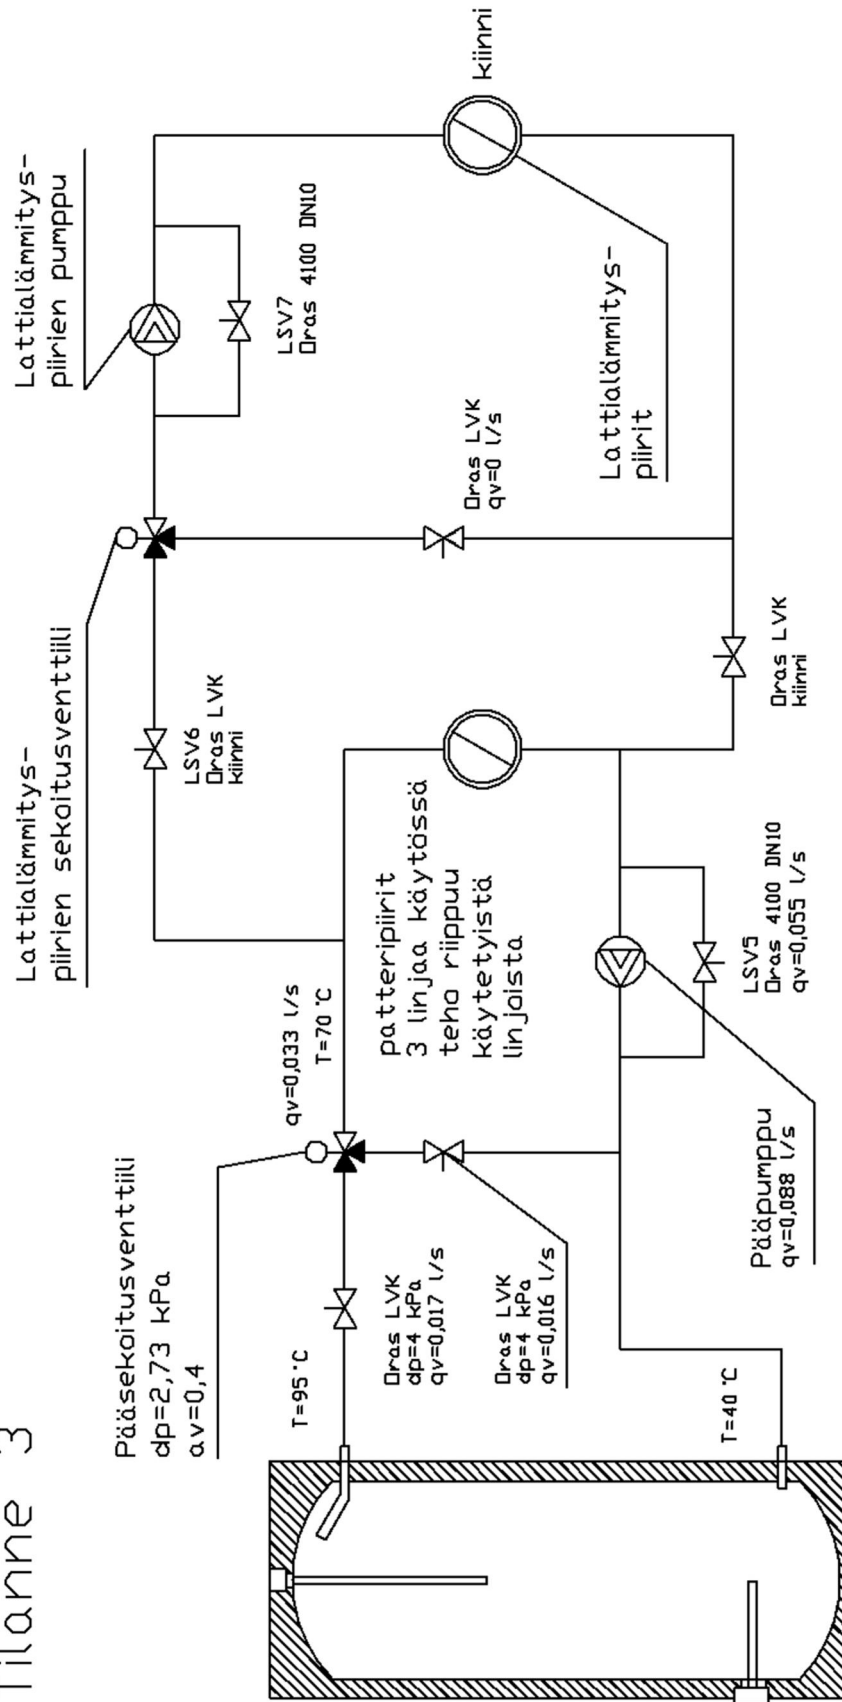 Tilanne 3
Pääsekoitusventtiili
dp=2,73 kPa
av=0,4
Lattialämmitys-
piirien sekoitusventtiili
Lattialämmitys-
piirien pumppu
LSV7
Oras 4100 DN10
kiinni
LSV6
Oras LVK
kiinni
Oras LVK
qv=0 l/s
Lattialämmitys-
piirit
qv=0,033 l/s
T=70°C
T=95°C
Oras LVK
dp=4 kPa
qv=0,017 l/s
patteripiirit
3 linjaa käytössä
teho riippuu
käytetyistä
linjoista
Oras LVK
dp=4 kPa
qv=0,016 l/s
Oras LVK
kiinni
T=40°C
Pääpumppu
qv=0,088 l/s
LSV5
Oras 4100 DN10
qv=0,055 l/s